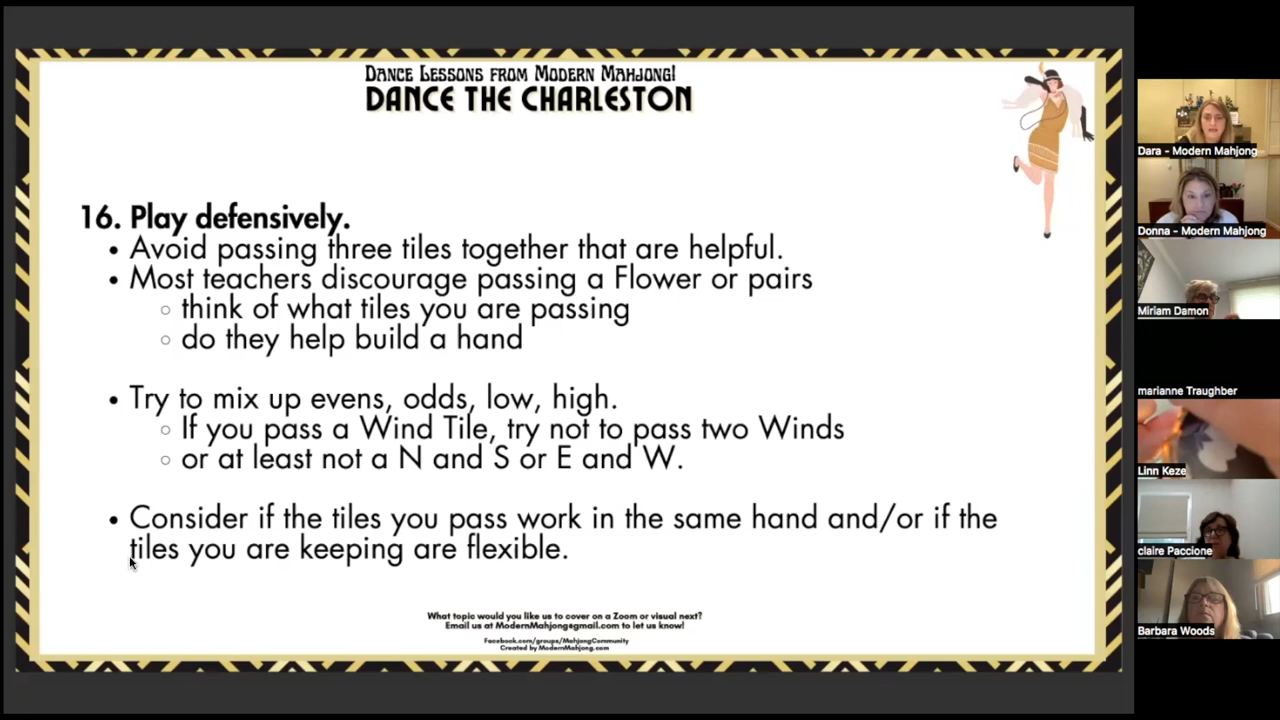 Dance Lessons from Modern Mahjong!
DANCE THE CHARLESTON
16. Play defensively.
• Avoid passing three tiles together that are helpful.
• Most teachers discourage passing a Flower or pairs
○ think of what tiles you are passing
○ do they help build a hand
• Try to mix up evens, odds, low, high.
○ If you pass a Wind Tile, try not to pass two Winds
○ or at least not a N and S or E and W.
• Consider if the tiles you pass work in the same hand and/or if the
tiles you are keeping are flexible.
What topic would you like us to cover on a Zoom or visual next?
Email us at ModernMahjong@gmail.com to let us know!
Facebook.com/groups/MahjongCommunity
Created by ModernMahjong.com
Dara - Modern Mahjong
Donna - Modern Mahjong
Miriam Damon
marianne Traughber
Linn Keze
claire Paccione
Barbara Woods